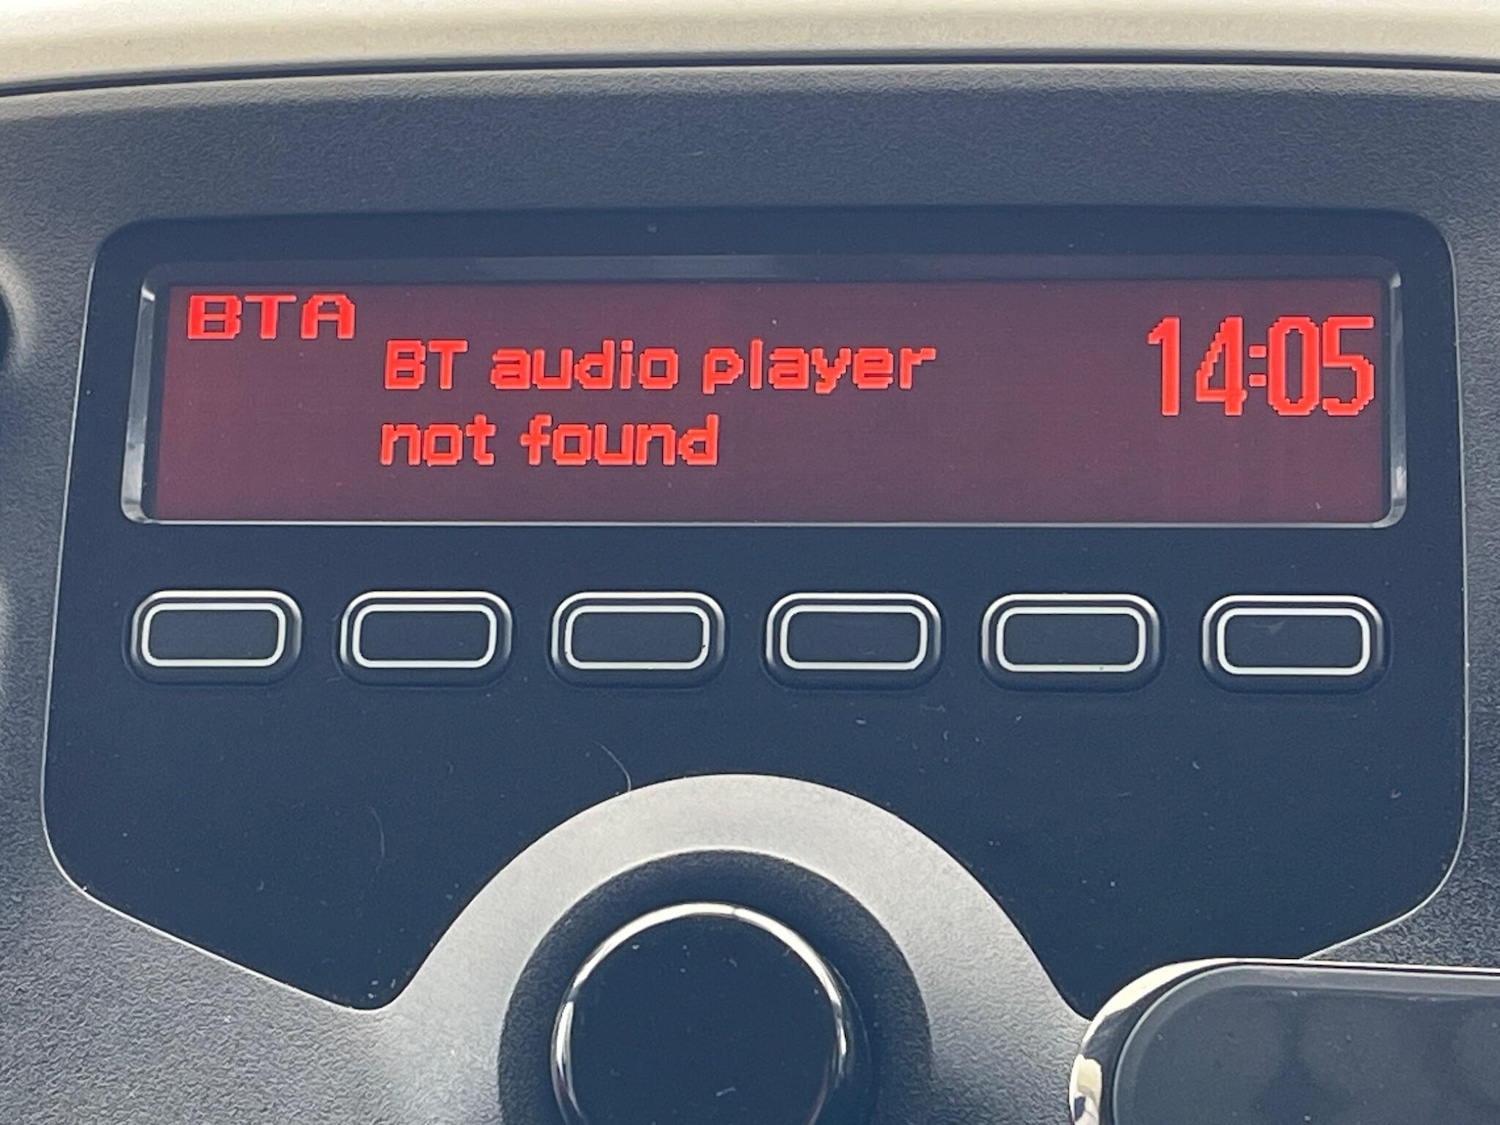 BTA
BT audio player
not found
14:05